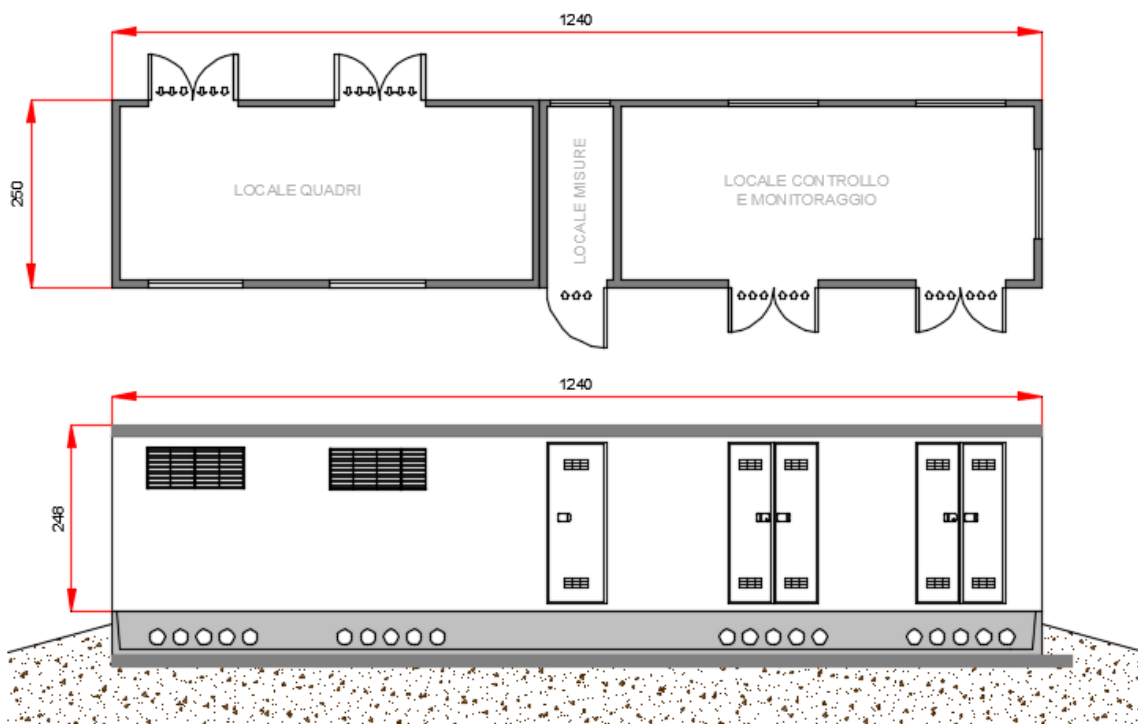 1240
250
LOCALE QUADRI
LOCALE MISURE
LOCALE CONTROLLO
E MONITORAGGIO
1240
248